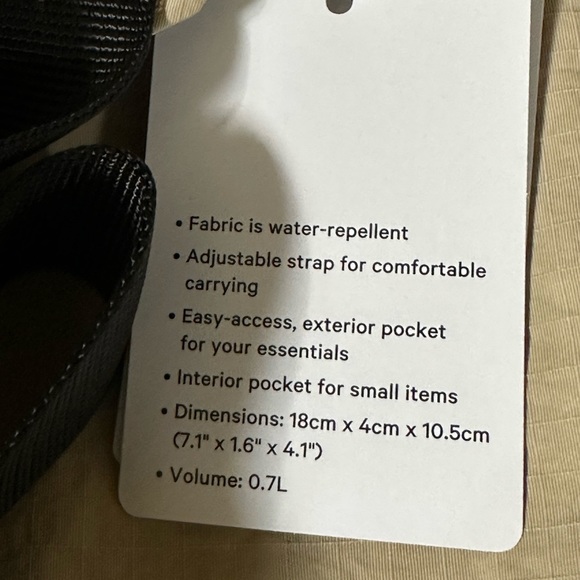 • Fabric is water-repellent
• Adjustable strap for comfortable
carrying
• Easy-access, exterior pocket
for your essentials
• Interior pocket for small items
• Dimensions: 18cm x 4cm x 10.5cm
(7.1" x 1.6" x 4.1")
• Volume: 0.7L